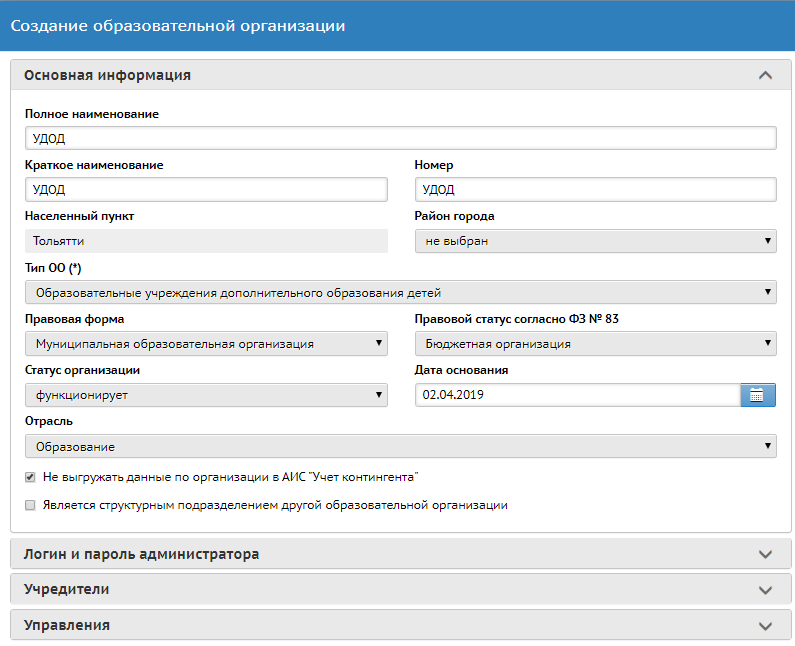 Создание образовательной организации
Основная информация
Полное наименование
УДОД
Краткое наименование Номер
УДОД УДОД
Населенный пункт Район города
Тольятти не выбран
Тип ОО (*)
Образовательные учреждения дополнительного образования детей
Правовая форма Правовой статус согласно ФЗ № 83
Муниципальная образовательная организация Бюджетная организация
Статус организации Дата основания
функционирует 02.04.2019
Отрасль
Образование
Не выгружать данные по организации в АИС "Учет контингента"
Является структурным подразделением другой образовательной организации
Логин и пароль администратора
Учредители
Управления